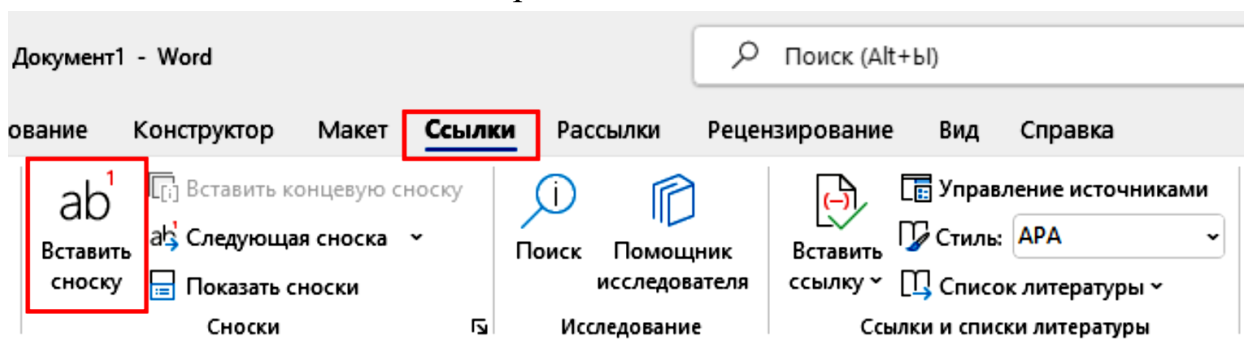 Документ1 - Word
Поиск (Alt+Ы)
ование Конструктор Макет Ссылки Рассылки Рецензирование Вид Справка
ab1
Вставить сноску
Вставить концевую сноску
Следующая сноска
Показать сноски
Сноски
Поиск
Помощник исследователя
Исследование
Вставить ссылку
Управление источниками
Стиль: APA
Список литературы
Ссылки и списки литературы